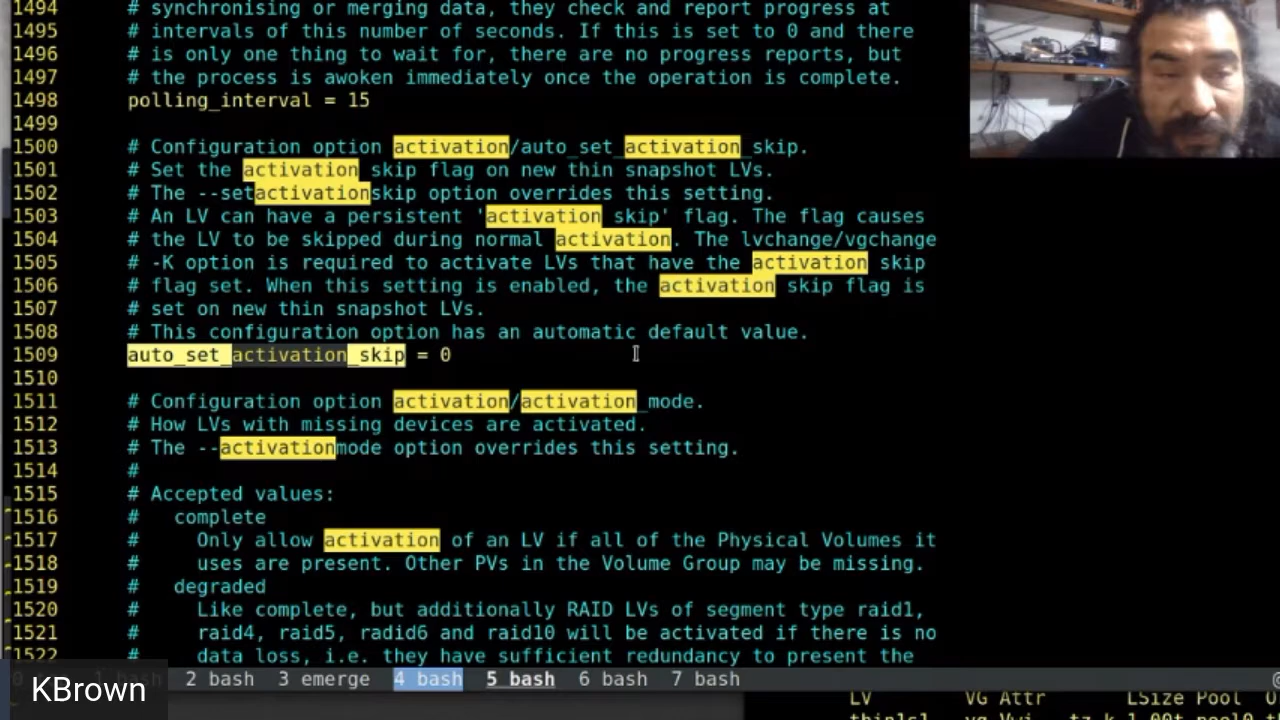 1494 # synchronising or merging data, they check and report progress at
1495 # intervals of this number of seconds. If this is set to 0 and there
1496 # is only one thing to wait for, there are no progress reports, but
1497 # the process is awoken immediately once the operation is complete.
1498 polling_interval = 15
1499
1500 # Configuration option activation/auto_set_activation_skip.
1501 # Set the activation skip flag on new thin snapshot LVs.
1502 # The --setactivationskip option overrides this setting.
1503 # An LV can have a persistent 'activation skip' flag. The flag causes
1504 # the LV to be skipped during normal activation. The lvchange/vgchange
1505 # -K option is required to activate LVs that have the activation skip
1506 # flag set. When this setting is enabled, the activation skip flag is
1507 # set on new thin snapshot LVs.
1508 # This configuration option has an automatic default value.
1509 auto_set_activation_skip = 0
1510
1511 # Configuration option activation/activation_mode.
1512 # How LVs with missing devices are activated.
1513 # The --activationmode option overrides this setting.
1514 #
1515 # Accepted values:
1516 # complete
1517 # Only allow activation of an LV if all of the Physical Volumes it
1518 # uses are present. Other PVs in the Volume Group may be missing.
1519 # degraded
1520 # Like complete, but additionally RAID LVs of segment type raid1,
1521 # raid4, raid5, radid6 and raid10 will be activated if there is no
1522 # data loss, i.e. they have sufficient redundancy to present the
2 bash 3 emerge 4 bash 5 bash 6 bash 7 bash
KBrown
LV VG Attr LSize Pool